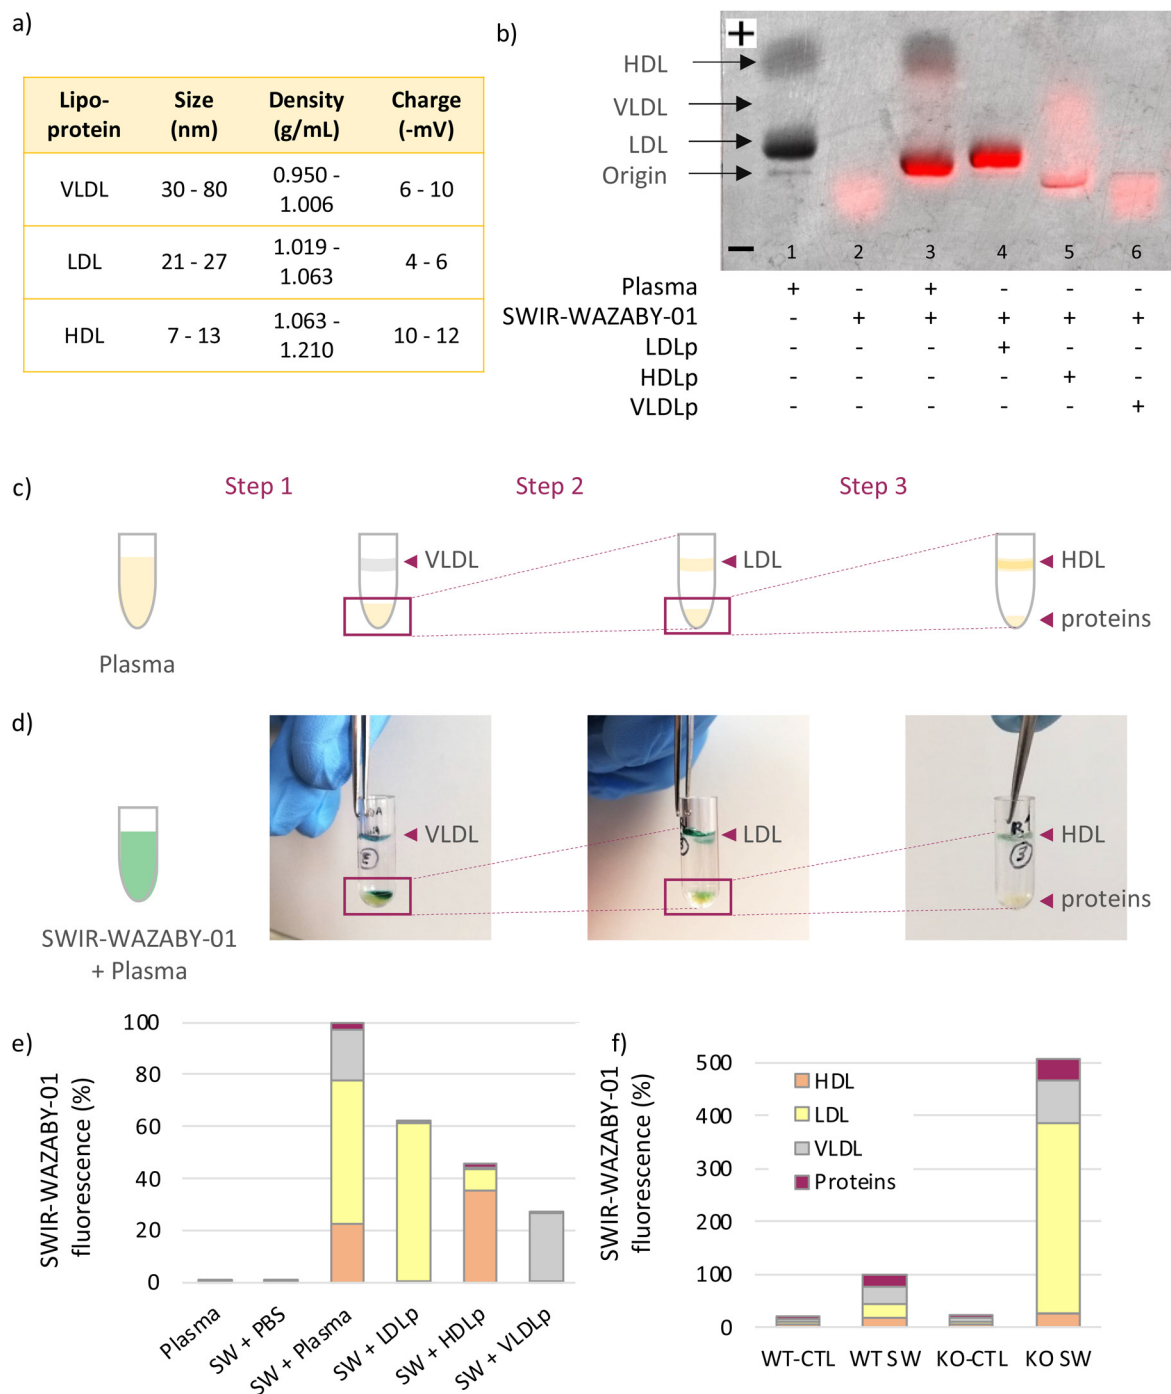 a)
Lipo-
protein
Size
(nm)
Density
(g/mL)
Charge
(-mV)
VLDL
30 - 80
0.950 -
1.006
6 - 10
LDL
21 - 27
1.019 -
1.063
4 - 6
HDL
7 - 13
1.063 -
1.210
10 - 12
b)
+
HDL
VLDL
LDL
Origin
−
1 2 3 4 5 6
Plasma + - + - - -
SWIR-WAZABY-01 - + + + + +
LDLp - - - + - -
HDLp - - - - + -
VLDLp - - - - - +
c)
Step 1 Step 2 Step 3
Plasma
VLDL
LDL
HDL
proteins
d)
SWIR-WAZABY-01
+ Plasma
VLDL
E
LDL
3
HDL
R
3
proteins
e)
SWIR-WAZABY-01
fluorescence (%)
100
80
60
40
20
0
Plasma
SW + PBS
SW + Plasma
SW + LDLp
SW + HDLp
SW + VLDLp
f)
SWIR-WAZABY-01
fluorescence (%)
500
400
300
200
100
0
HDL
LDL
VLDL
Proteins
WT-CTL WT SW KO-CTL KO SW